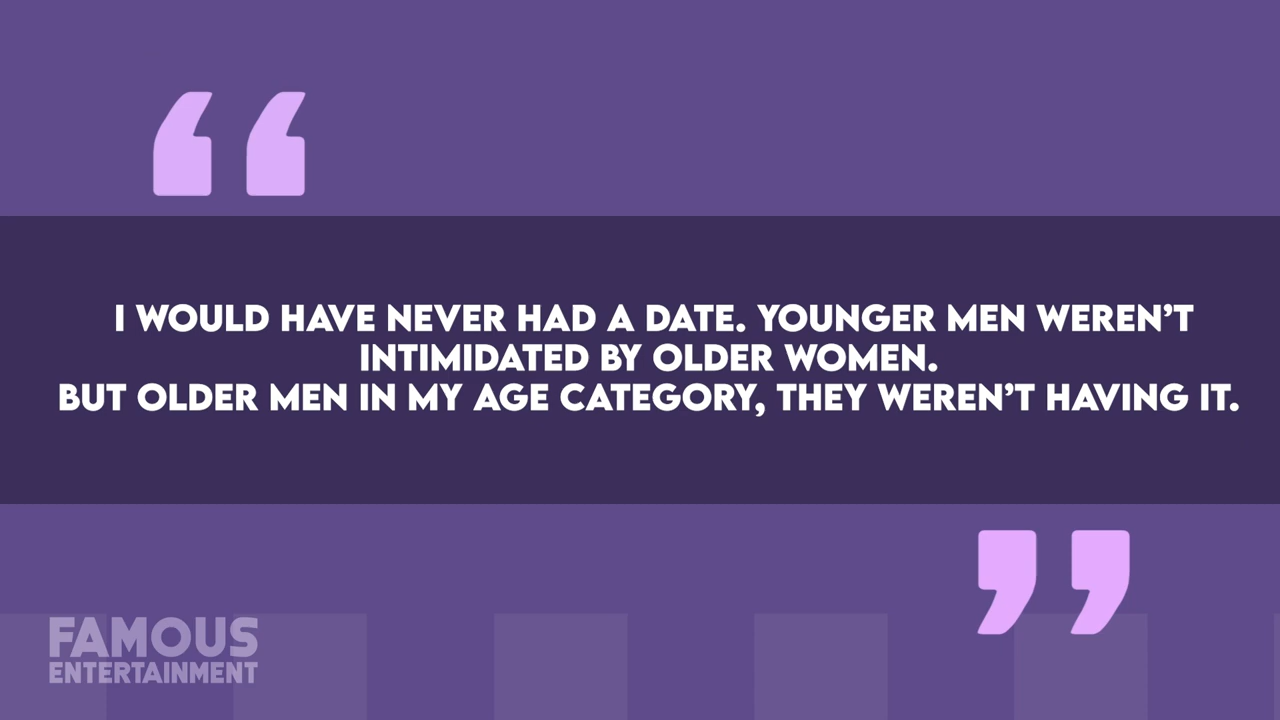 “
I WOULD HAVE NEVER HAD A DATE. YOUNGER MEN WEREN’T
INTIMIDATED BY OLDER WOMEN.
BUT OLDER MEN IN MY AGE CATEGORY, THEY WEREN’T HAVING IT.
”
FAMOUS
ENTERTAINMENT